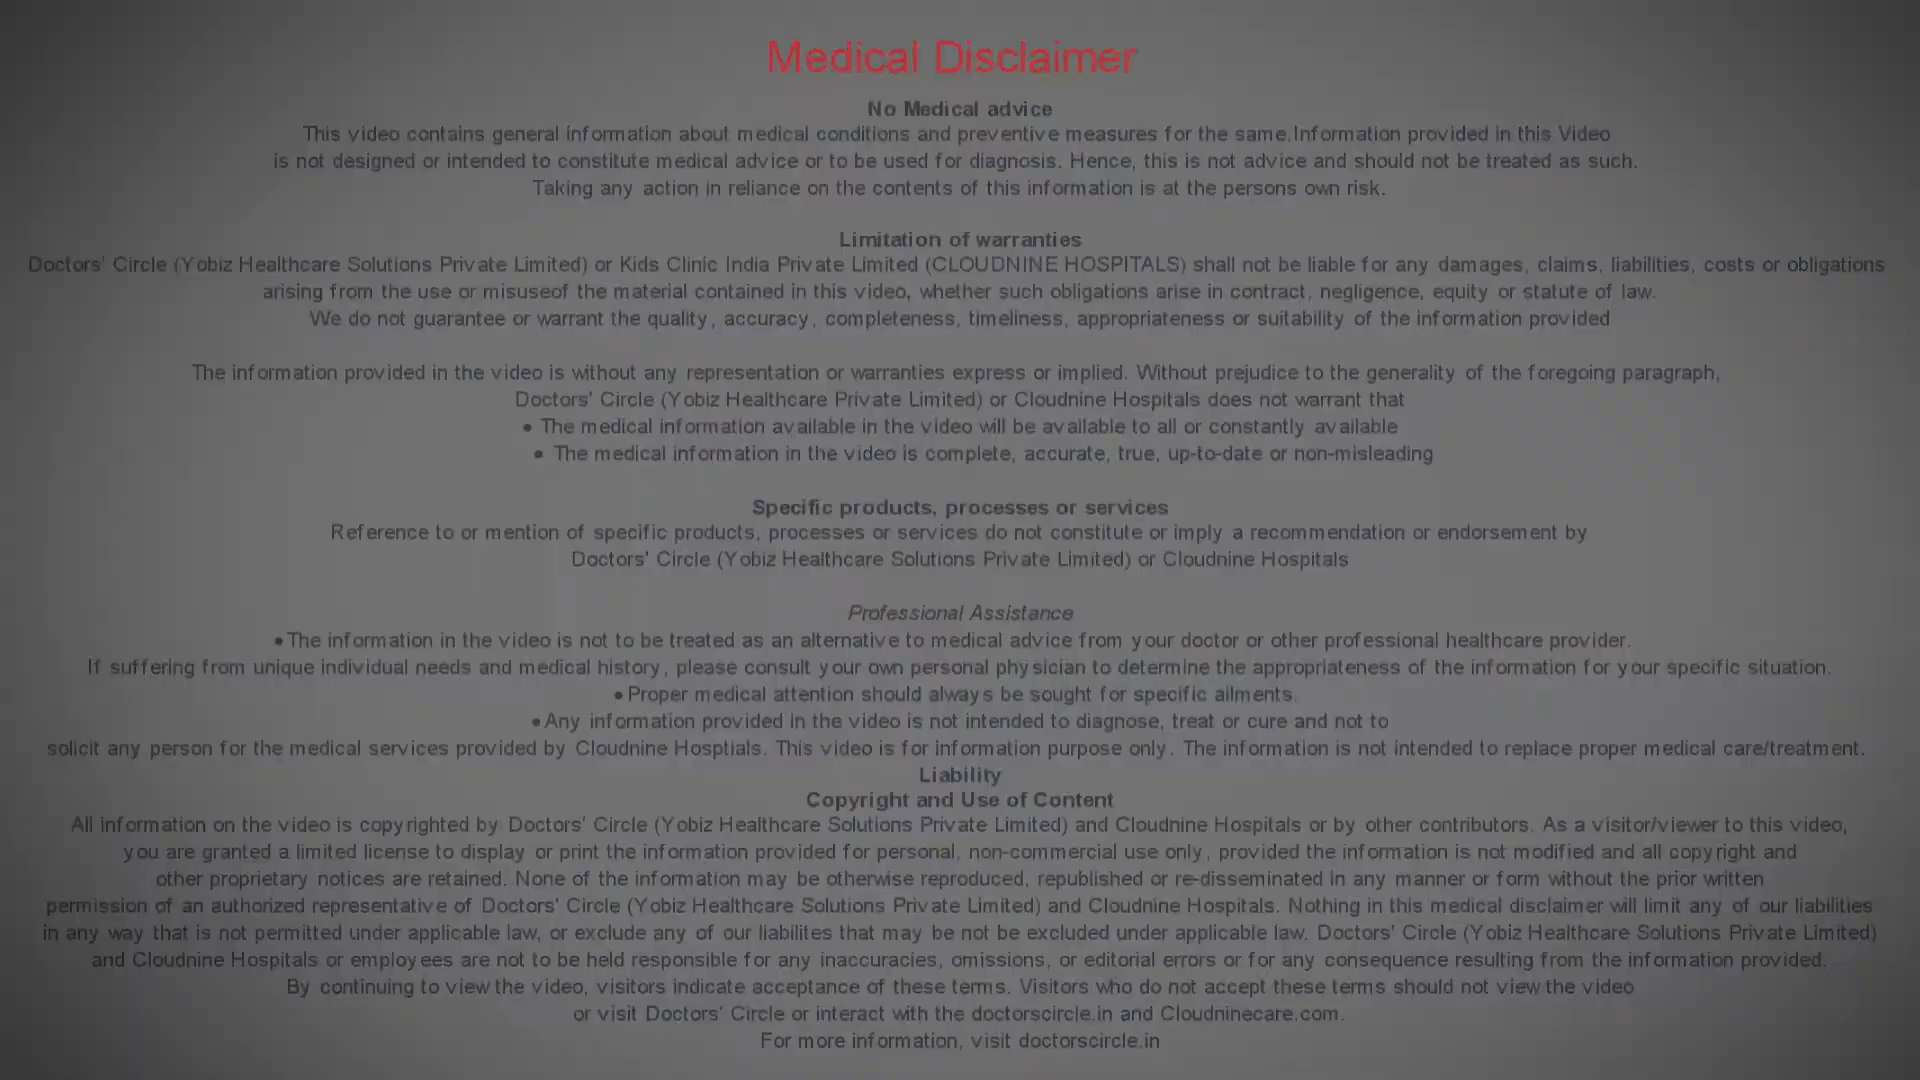 Medical Disclaimer
No Medical advice
This video contains general information about medical conditions and preventive measures for the same.Information provided in this Video
is not designed or intended to constitute medical advice or to be used for diagnosis. Hence, this is not advice and should not be treated as such.
Taking any action in reliance on the contents of this information is at the persons own risk.
Limitation of warranties
Doctors' Circle (Yobiz Healthcare Solutions Private Limited) or Kids Clinic India Private Limited (CLOUDNINE HOSPITALS) shall not be liable for any damages, claims, liabilities, costs or obligations
arising from the use or misuseof the material contained in this video, whether such obligations arise in contract, negligence, equity or statute of law.
We do not guarantee or warrant the quality, accuracy, completeness, timeliness, appropriateness or suitability of the information provided
The information provided in the video is without any representation or warranties express or implied. Without prejudice to the generality of the foregoing paragraph,
Doctors' Circle (Yobiz Healthcare Private Limited) or Cloudnine Hospitals does not warrant that
• The medical information available in the video will be available to all or constantly available
• The medical information in the video is complete, accurate, true, up-to-date or non-misleading
Specific products, processes or services
Reference to or mention of specific products, processes or services do not constitute or imply a recommendation or endorsement by
Doctors' Circle (Yobiz Healthcare Solutions Private Limited) or Cloudnine Hospitals
Professional Assistance
•The information in the video is not to be treated as an alternative to medical advice from your doctor or other professional healthcare provider.
If suffering from unique individual needs and medical history, please consult your own personal physician to determine the appropriateness of the information for your specific situation.
•Proper medical attention should always be sought for specific ailments.
•Any information provided in the video is not intended to diagnose, treat or cure and not to
solicit any person for the medical services provided by Cloudnine Hosptials. This video is for information purpose only. The information is not intended to replace proper medical care/treatment.
Liability
Copyright and Use of Content
All information on the video is copyrighted by Doctors' Circle (Yobiz Healthcare Solutions Private Limited) and Cloudnine Hospitals or by other contributors. As a visitor/viewer to this video,
you are granted a limited license to display or print the information provided for personal, non-commercial use only, provided the information is not modified and all copyright and
other proprietary notices are retained. None of the information may be otherwise reproduced, republished or re-disseminated in any manner or form without the prior written
permission of an authorized representative of Doctors' Circle (Yobiz Healthcare Solutions Private Limited) and Cloudnine Hospitals. Nothing in this medical disclaimer will limit any of our liabilities
in any way that is not permitted under applicable law, or exclude any of our liabilites that may be not be excluded under applicable law. Doctors' Circle (Yobiz Healthcare Solutions Private Limited)
and Cloudnine Hospitals or employees are not to be held responsible for any inaccuracies, omissions, or editorial errors or for any consequence resulting from the information provided.
By continuing to view the video, visitors indicate acceptance of these terms. Visitors who do not accept these terms should not view the video
or visit Doctors' Circle or interact with the doctorscircle.in and Cloudninecare.com.
For more information, visit doctorscircle.in